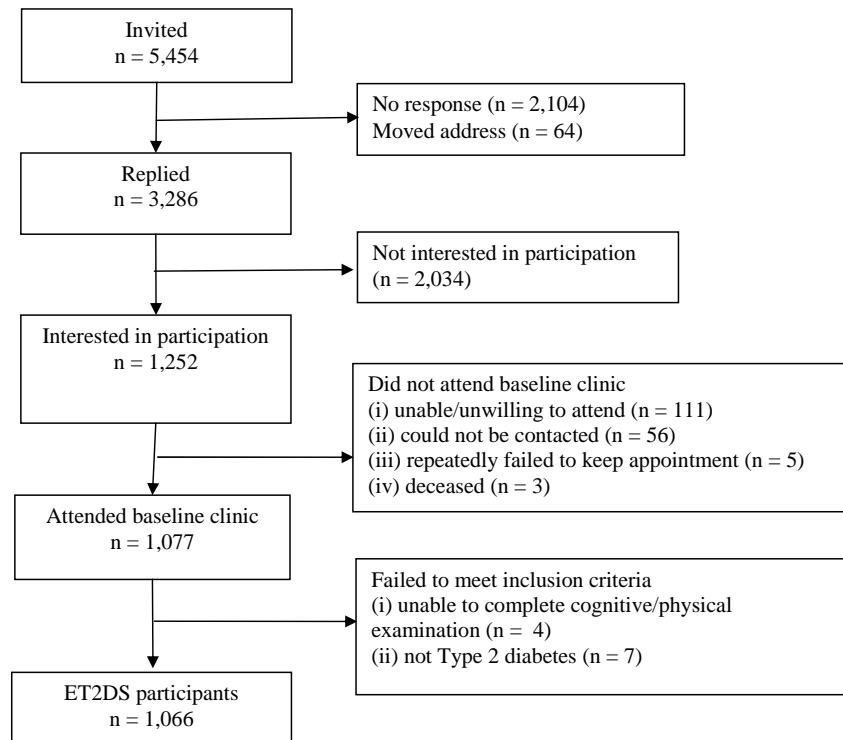 Invited
n = 5,454
No response (n = 2,104)
Moved address (n = 64)
Replied
n = 3,286
Not interested in participation
(n = 2,034)
Interested in participation
n = 1,252
Did not attend baseline clinic
(i) unable/unwilling to attend (n = 111)
(ii) could not be contacted (n = 56)
(iii) repeatedly failed to keep appointment (n = 5)
(iv) deceased (n = 3)
Attended baseline clinic
n = 1,077
Failed to meet inclusion criteria
(i) unable to complete cognitive/physical
examination (n =  4)
(ii) not Type 2 diabetes (n = 7)
ET2DS participants
n = 1,066